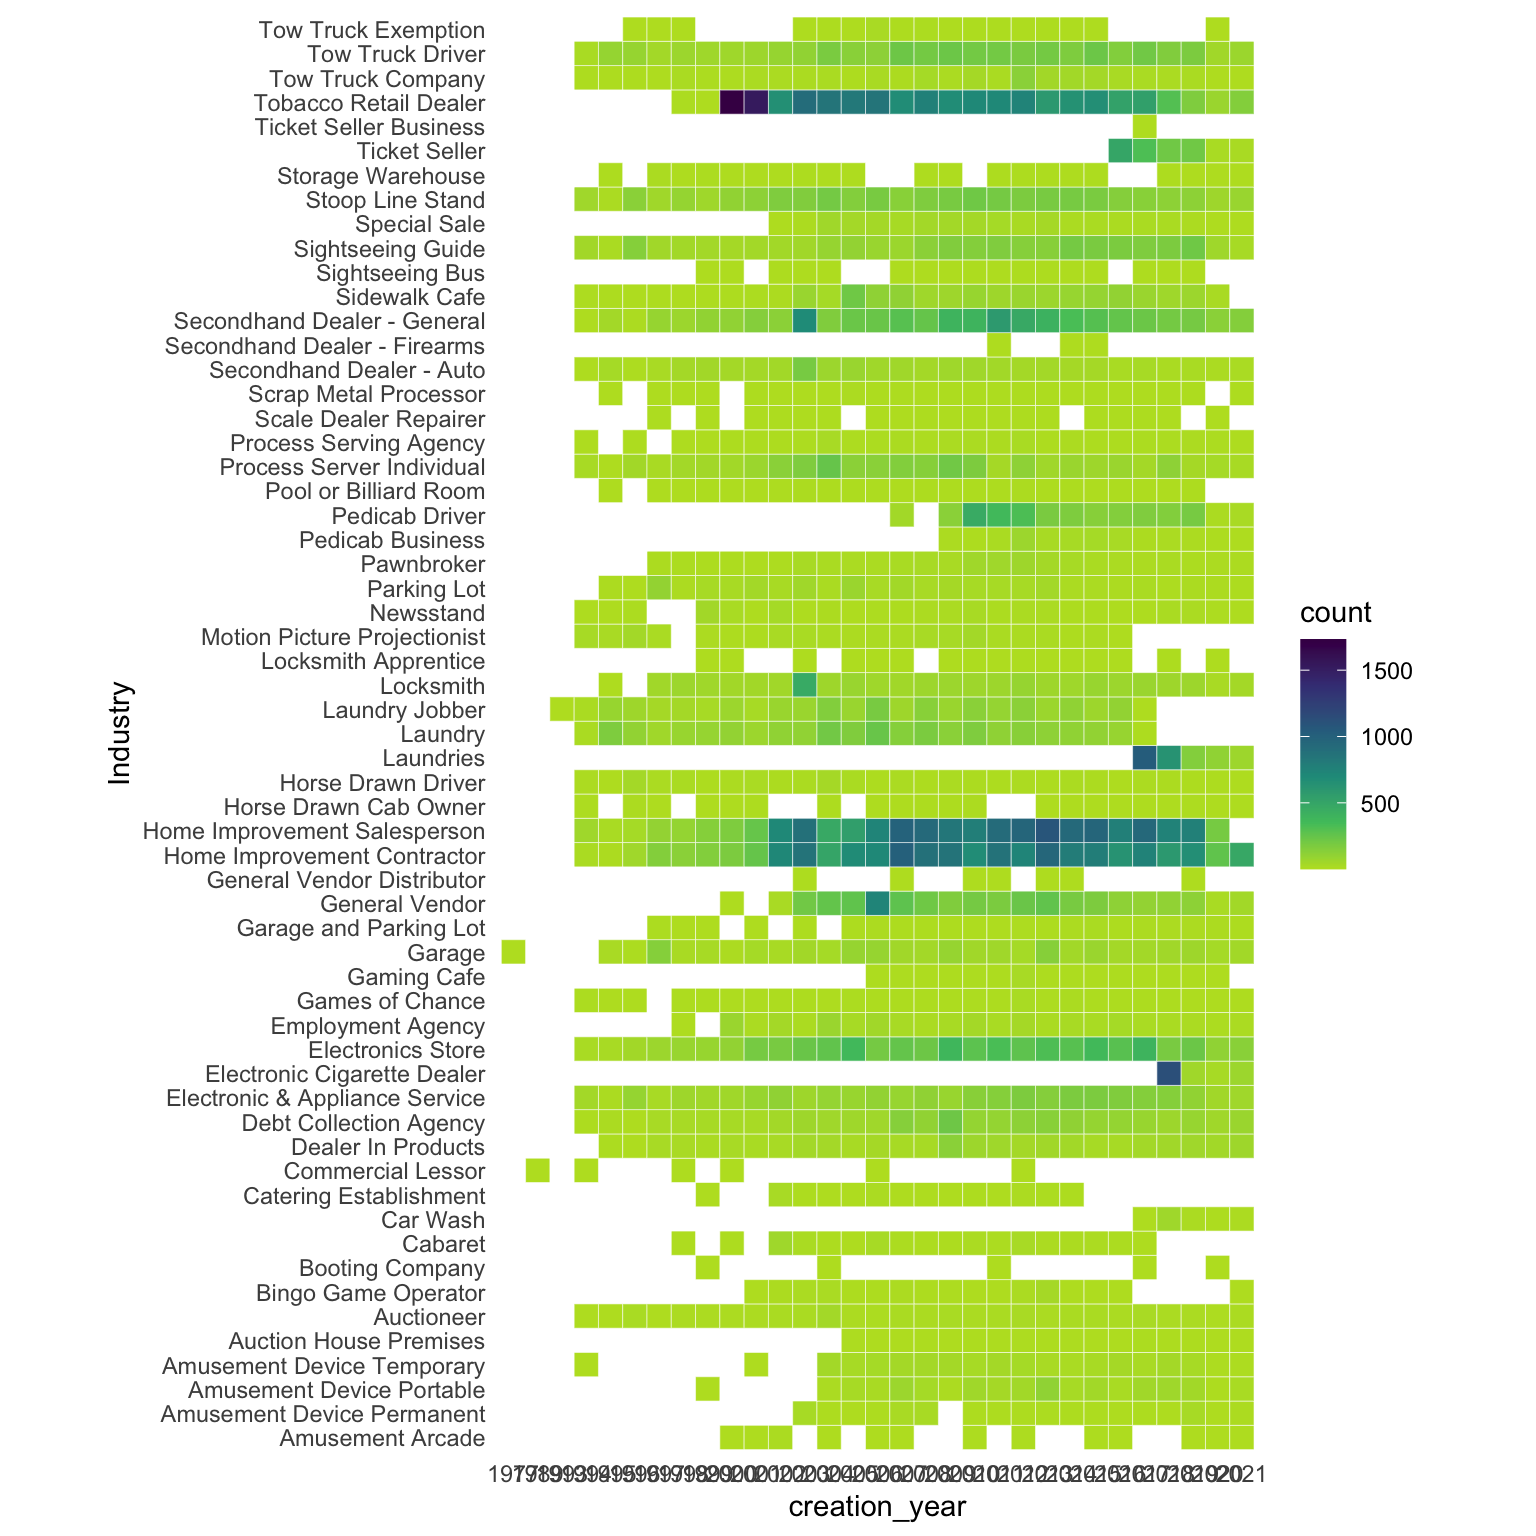 Tow Truck Exemption
Tow Truck Driver
Tow Truck Company
Tobacco Retail Dealer
Ticket Seller Business
Ticket Seller
Storage Warehouse
Stoop Line Stand
Special Sale
Sightseeing Guide
Sightseeing Bus
Sidewalk Cafe
Secondhand Dealer - General
Secondhand Dealer - Firearms
Secondhand Dealer - Auto
Scrap Metal Processor
Scale Dealer Repairer
Process Serving Agency
Process Server Individual
Pool or Billiard Room
Pedicab Driver
Pedicab Business
Pawnbroker
Parking Lot
Newsstand
Motion Picture Projectionist
Locksmith Apprentice
Locksmith
Laundry Jobber
Laundry
Laundries
Horse Drawn Driver
Horse Drawn Cab Owner
Home Improvement Salesperson
Home Improvement Contractor
General Vendor Distributor
General Vendor
Garage and Parking Lot
Garage
Gaming Cafe
Games of Chance
Employment Agency
Electronics Store
Electronic Cigarette Dealer
Electronic & Appliance Service
Debt Collection Agency
Dealer In Products
Commercial Lessor
Catering Establishment
Car Wash
Cabaret
Booting Company
Bingo Game Operator
Auctioneer
Auction House Premises
Amusement Device Temporary
Amusement Device Portable
Amusement Device Permanent
Amusement Arcade
Industry
creation_year
count
1500
1000
500